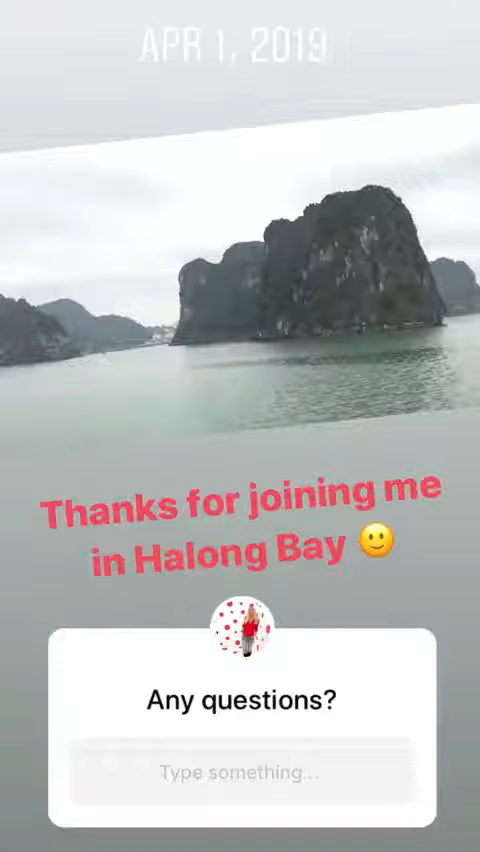 APR 1, 2019
Thanks for joining me
in Halong Bay 🙂
Any questions?
Type something...